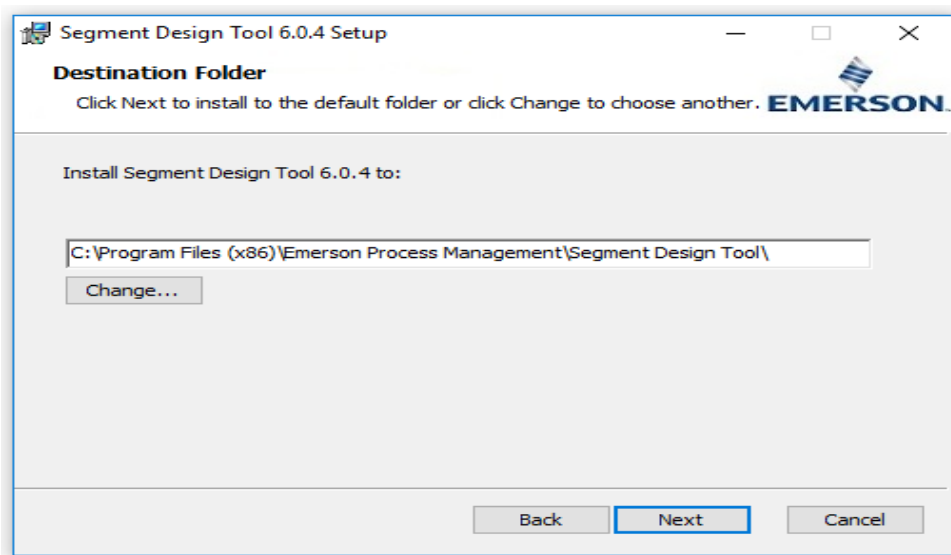 Segment Design Tool 6.0.4 Setup
Destination Folder
Click Next to install to the default folder or click Change to choose another.
EMERSON.
Install Segment Design Tool 6.0.4 to:
C:\Program Files (x86)\Emerson Process Management\Segment Design Tool\
Change...
Back Next Cancel